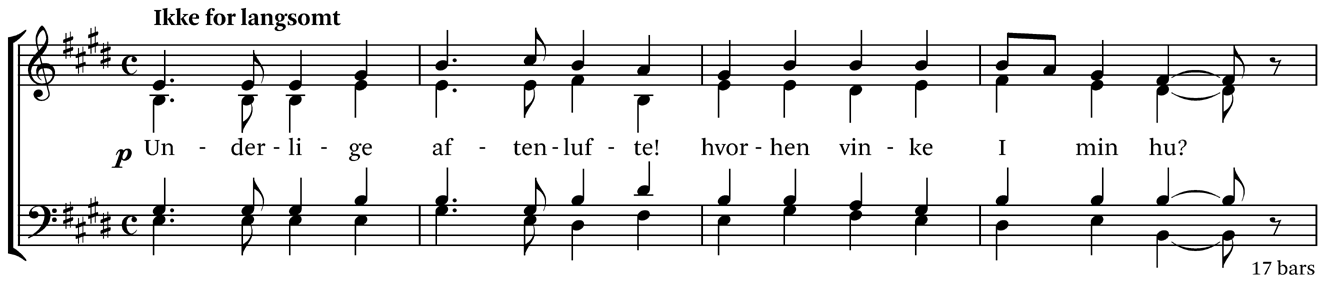 Ikke for langsomt
p Un - der - li - ge af - ten - luf - te! hvor - hen vin - ke I min hu?
17 bars